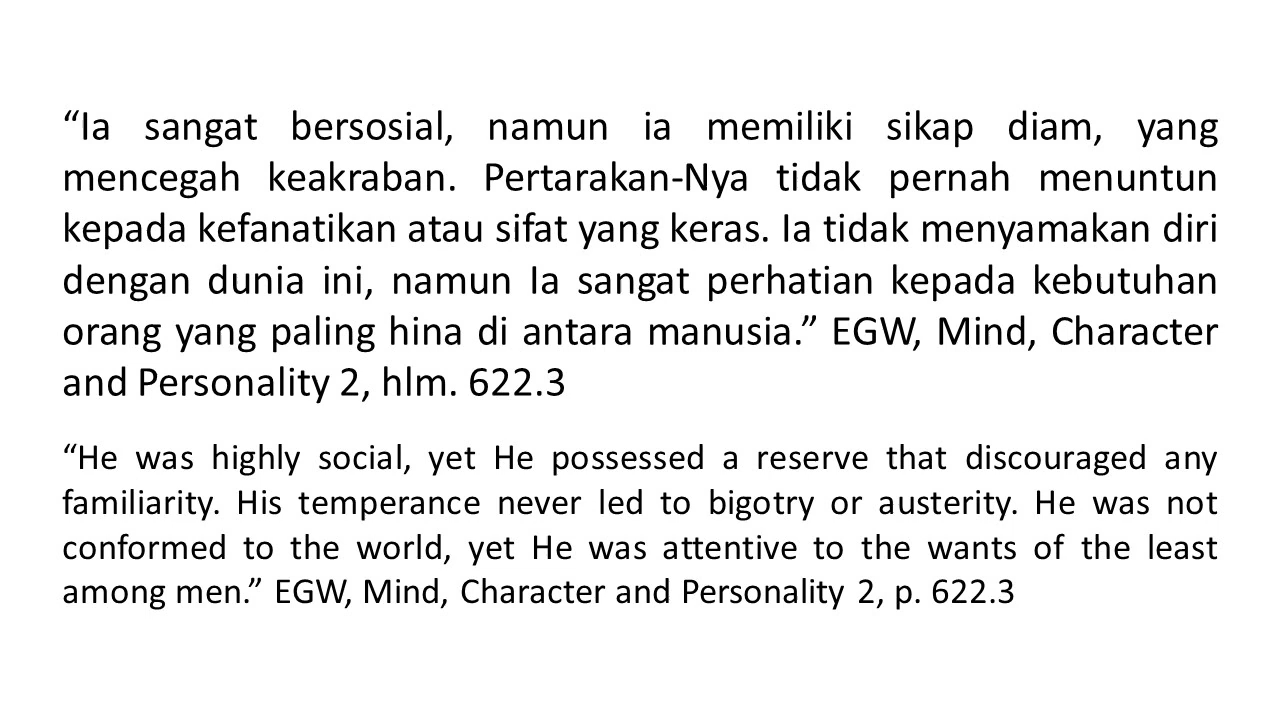 “Ia sangat bersosial, namun ia memiliki sikap diam, yang
mencegah keakraban. Pertarakan-Nya tidak pernah menuntun
kepada kefanatikan atau sifat yang keras. Ia tidak menyamakan diri
dengan dunia ini, namun Ia sangat perhatian kepada kebutuhan
orang yang paling hina di antara manusia.” EGW, Mind, Character
and Personality 2, hlm. 622.3
“He was highly social, yet He possessed a reserve that discouraged any
familiarity. His temperance never led to bigotry or austerity. He was not
conformed to the world, yet He was attentive to the wants of the least
among men.” EGW, Mind, Character and Personality 2, p. 622.3